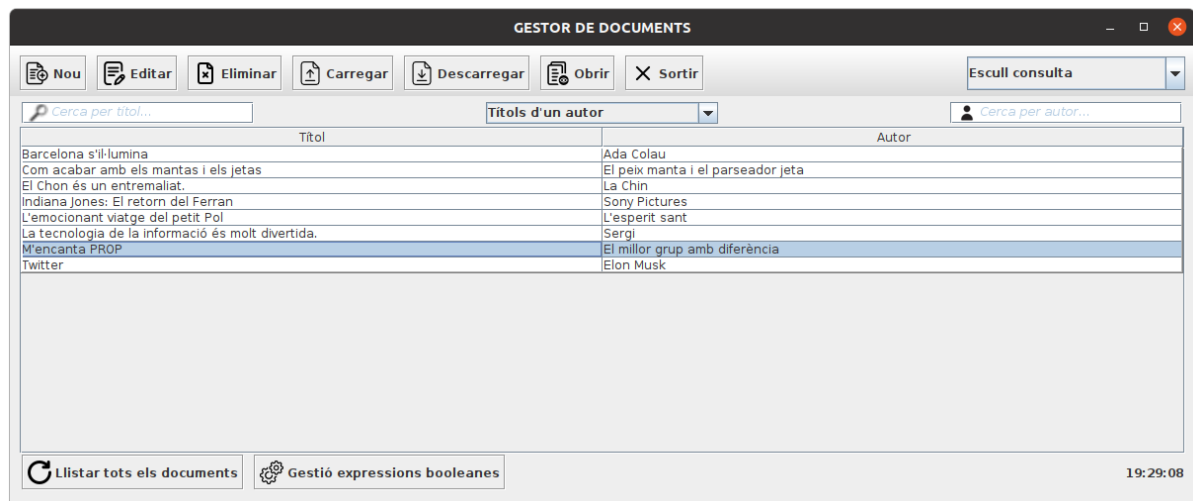 GESTOR DE DOCUMENTS
Nou Editar Eliminar Carregar Descarregar Obrir Sortir Escull consulta
Cerca per títol... Títols d'un autor Cerca per autor...
Títol Autor
Barcelona s'il·lumina Ada Colau
Com acabar amb els mantas i els jetas El peix manta i el parseador jeta
El Chon és un entremaliat. La Chin
Indiana Jones: El retorn del Ferran Sony Pictures
L'emocionant viatge del petit Pol L'esperit sant
La tecnologia de la informació és molt divertida. Sergi
M'encanta PROP El millor grup amb diferència
Twitter Elon Musk
Llistar tots els documents Gestió expressions booleanes 19:29:08